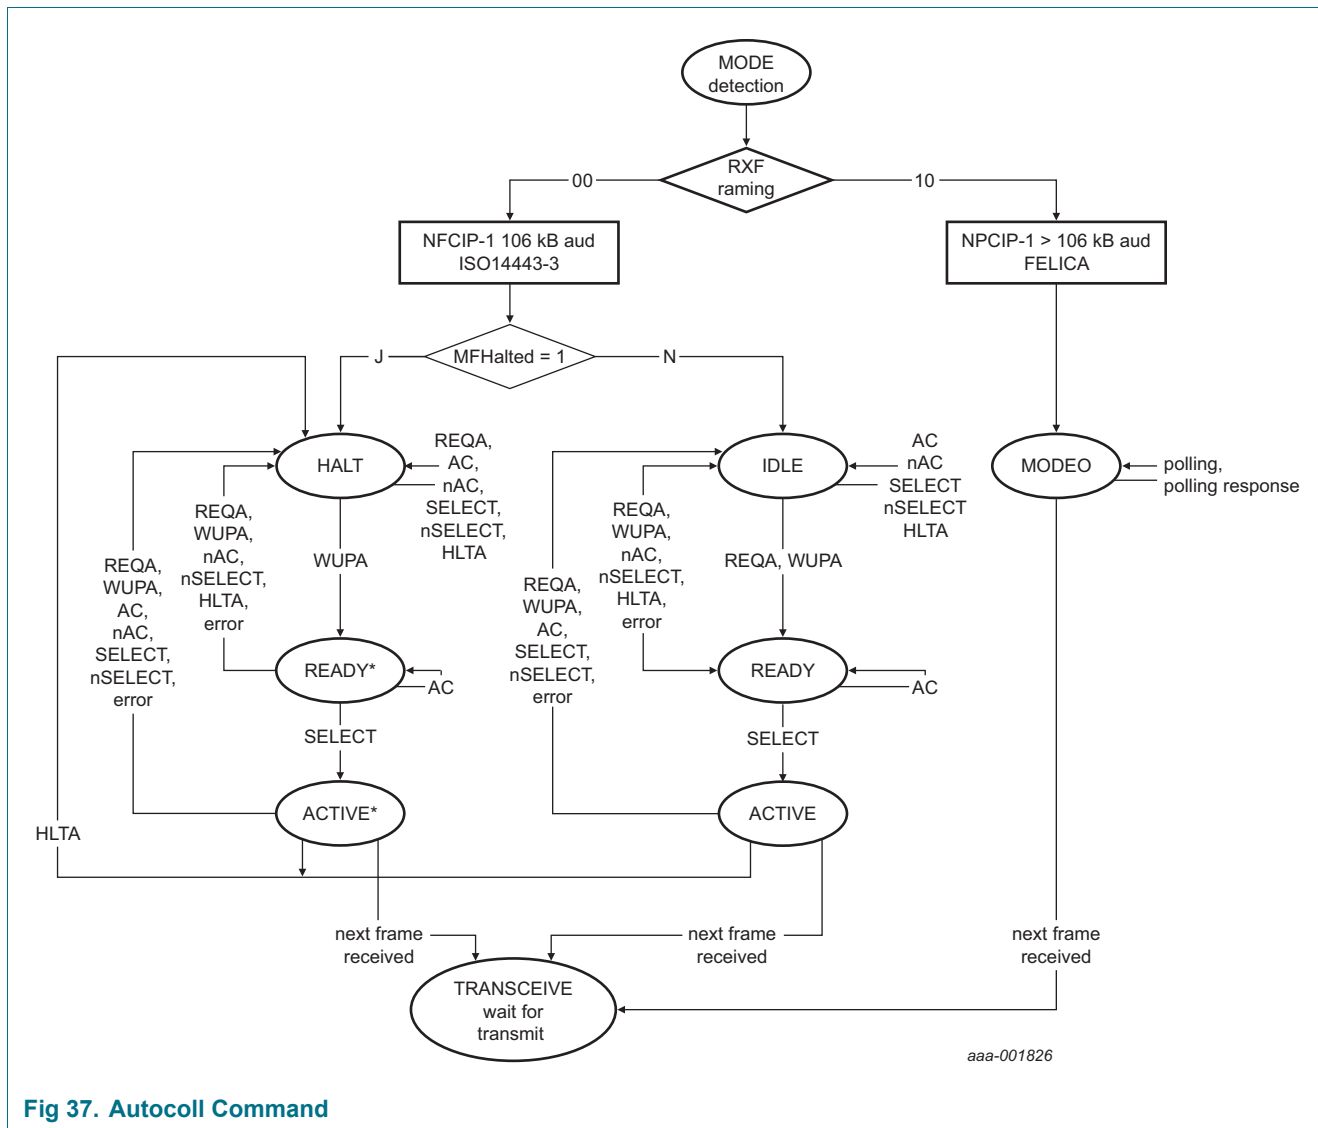 MODE
detection
RXF
raming
00
10
NFCIP-1 106 kB aud
ISO14443-3
NPCIP-1 > 106 kB aud
FELICA
J
MFHalted = 1
N
HALT
REQA,
AC,
nAC,
SELECT,
nSELECT,
HLTA
IDLE
AC
nAC
SELECT
nSELECT
HLTA
MODEO
polling,
polling response
REQA,
WUPA,
AC,
nAC,
SELECT,
nSELECT,
error
REQA,
WUPA,
nAC,
nSELECT,
HLTA,
error
WUPA
REQA,
WUPA,
AC,
SELECT,
nSELECT,
error
REQA,
WUPA,
nAC,
nSELECT,
HLTA,
error
REQA, WUPA
READY*
AC
READY
AC
SELECT
SELECT
ACTIVE*
ACTIVE
HLTA
next frame
received
next frame
received
next frame
received
TRANSCEIVE
wait for
transmit
aaa-001826
Fig 37. Autocoll Command